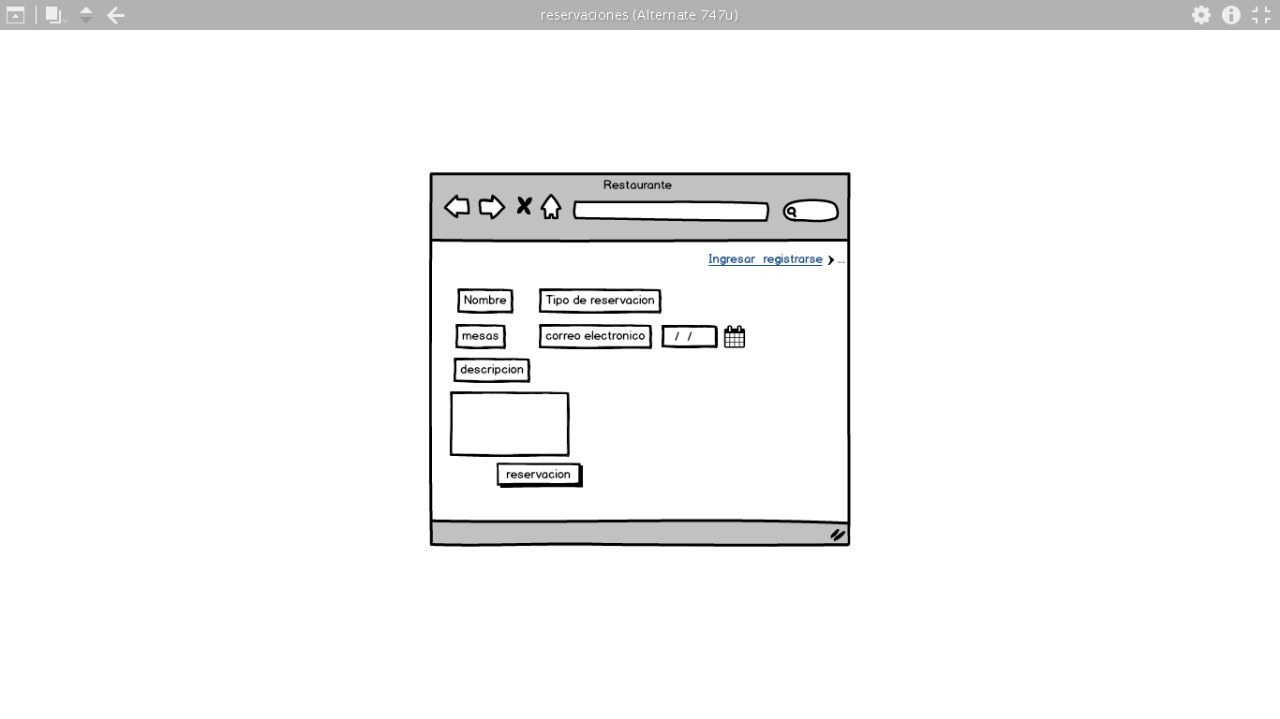 reservaciones (Alternate 747u)
Restaurante
Ingresar registrarse ...
Nombre Tipo de reservacion
mesas correo electronico / /
descripcion
reservacion